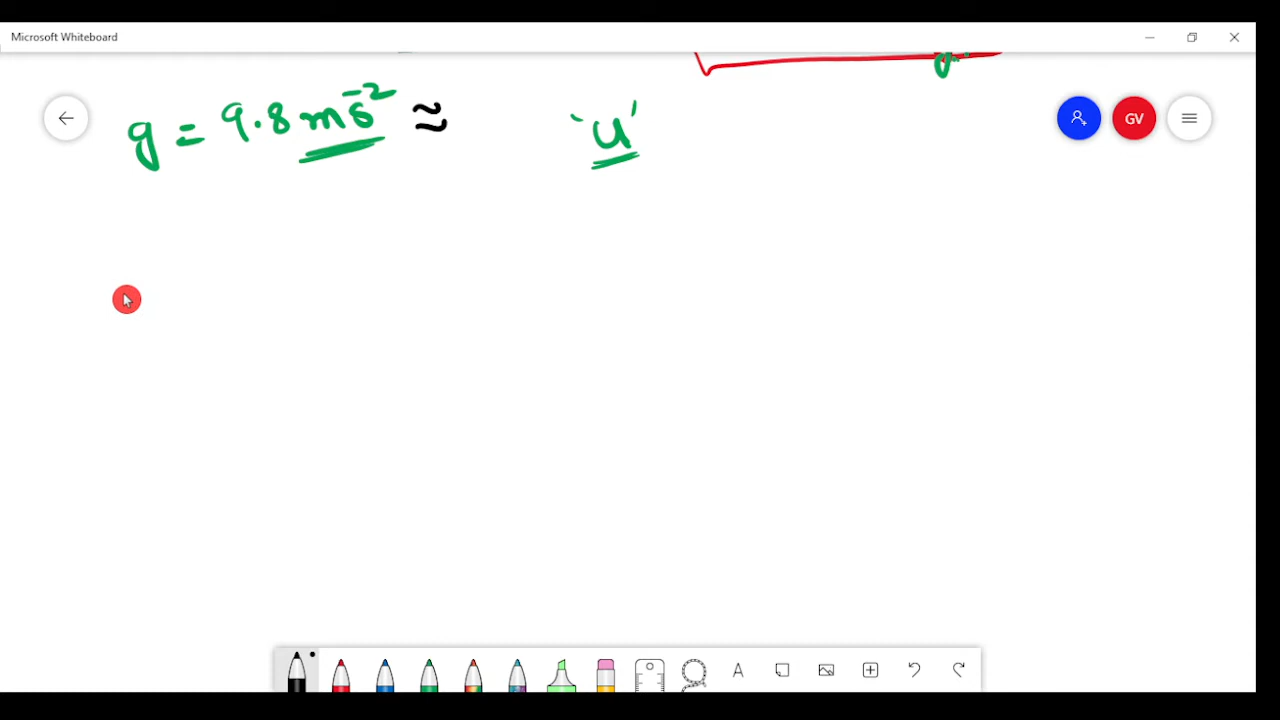 Microsoft Whiteboard
g = 9.8 ms⁻² ≈ 'u'
GV
A